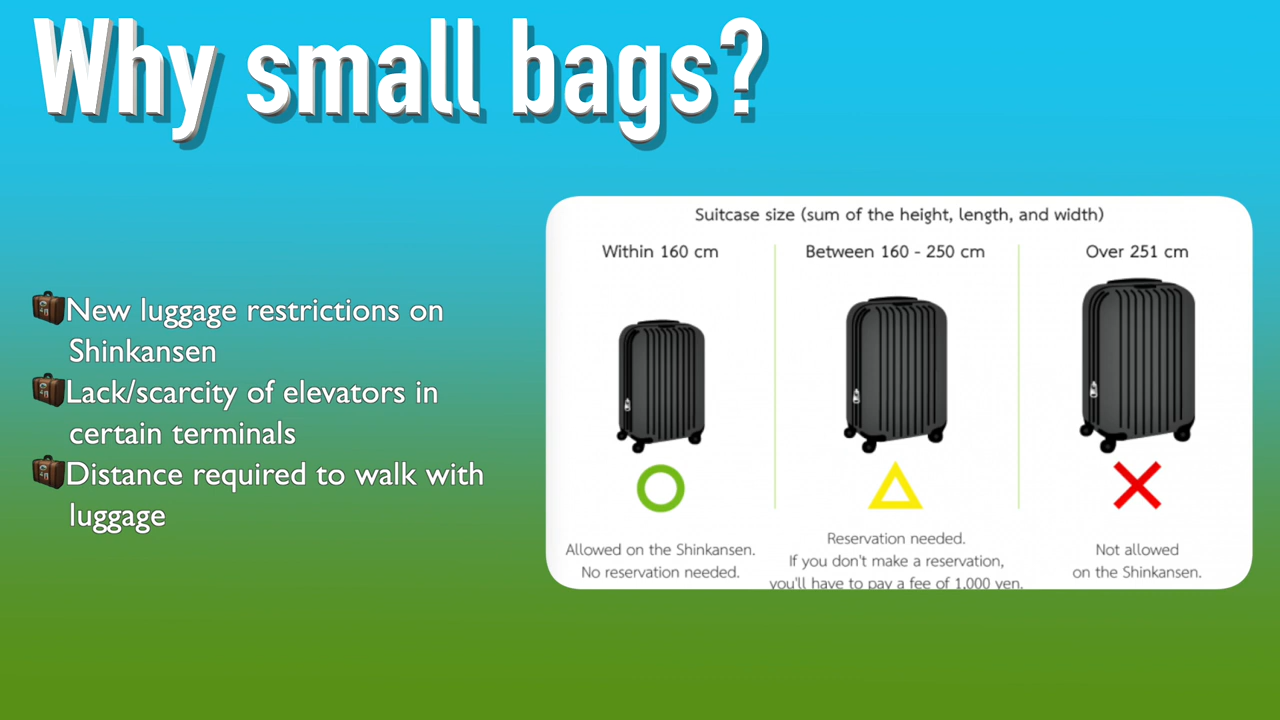 Why small bags?
New luggage restrictions on
Shinkansen
Lack/scarcity of elevators in
certain terminals
Distance required to walk with
luggage
Suitcase size (sum of the height, length, and width)
Within 160 cm
Between 160 - 250 cm
Over 251 cm
Allowed on the Shinkansen.
No reservation needed.
Reservation needed.
If you don't make a reservation,
you'll have to pay a fee of 1,000 yen.
Not allowed
on the Shinkansen.